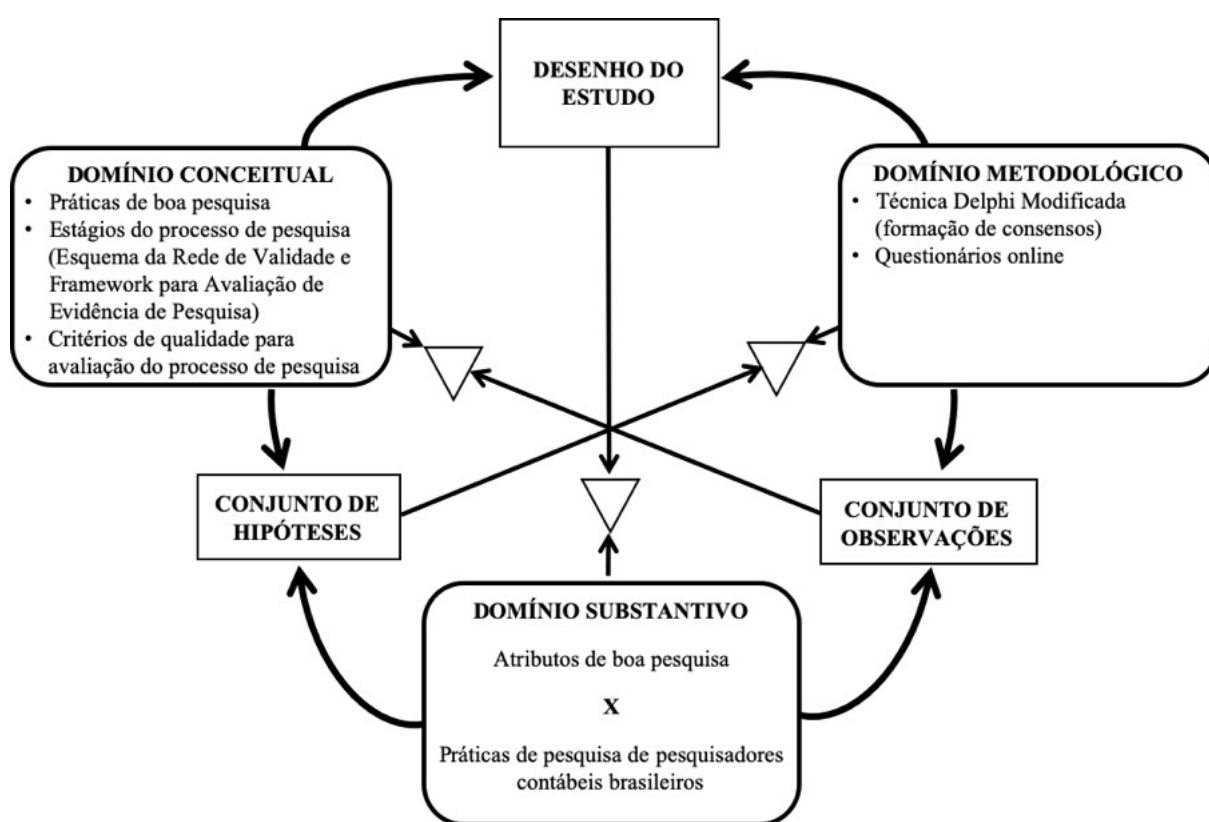 DESENHO DO
ESTUDO
DOMÍNIO CONCEITUAL
• Práticas de boa pesquisa
• Estágios do processo de pesquisa
(Esquema da Rede de Validade e
Framework para Avaliação de
Evidência de Pesquisa)
• Critérios de qualidade para
avaliação do processo de pesquisa
DOMÍNIO METODOLÓGICO
• Técnica Delphi Modificada
(formação de consensos)
• Questionários online
CONJUNTO DE
HIPÓTESES
CONJUNTO DE
OBSERVAÇÕES
DOMÍNIO SUBSTANTIVO
Atributos de boa pesquisa
X
Práticas de pesquisa de pesquisadores
contábeis brasileiros